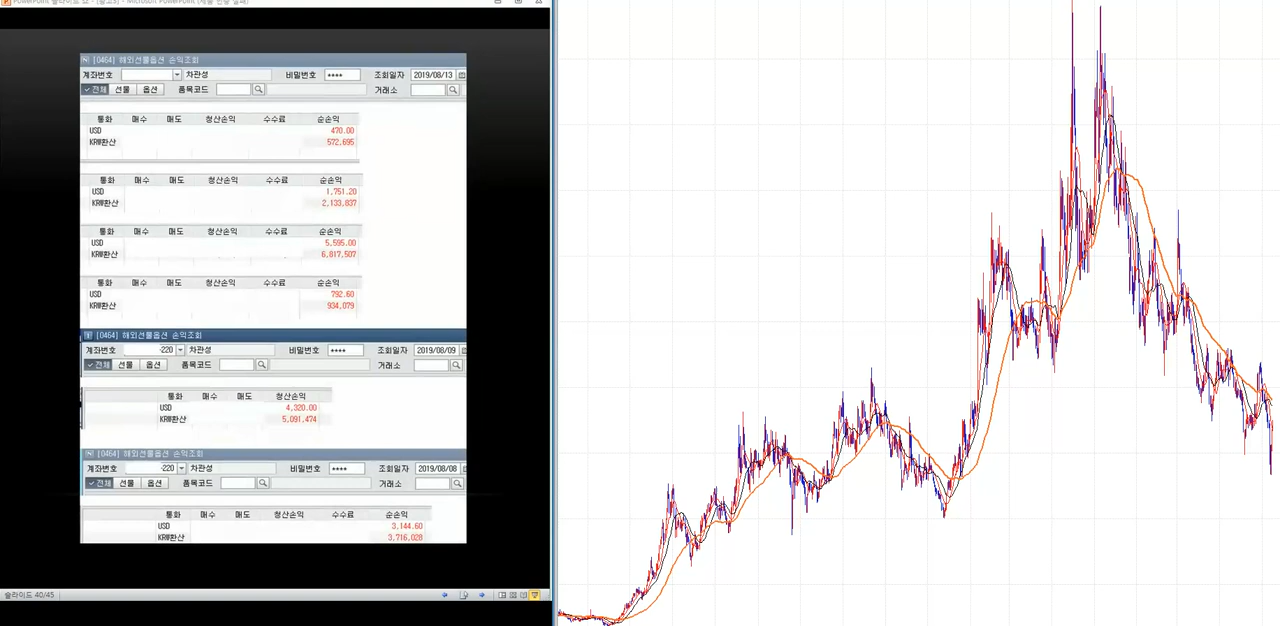 [0464] 해외선물옵션 손익조회
계좌번호 차관성 비밀번호 **** 조회일자 2019/08/13
전체 선물 옵션 품목코드 거래소
통화 매수 매도 청산손익 수수료 순손익
USD 470.00
KRW환산 572,695
통화 매수 매도 청산손익 수수료 순손익
USD 1,751.20
KRW환산 2,133,837
통화 매수 매도 청산손익 수수료 순손익
USD 5,595.00
KRW환산 6,817,507
통화 매수 매도 청산손익 수수료 순손익
USD 792.60
KRW환산 934,079
[0464] 해외선물옵션 손익조회
계좌번호 -220 차관성 비밀번호 **** 조회일자 2019/08/09
전체 선물 옵션 품목코드 거래소
통화 매수 매도 청산손익
USD 4,320.00
KRW환산 5,091,474
[0464] 해외선물옵션 손익조회
계좌번호 -220 차관성 비밀번호 **** 조회일자 2019/08/08
전체 선물 옵션 품목코드 거래소
통화 매수 매도 청산손익 수수료 순손익
USD 3,144.60
KRW환산 3,716,028
슬라이드 40/45